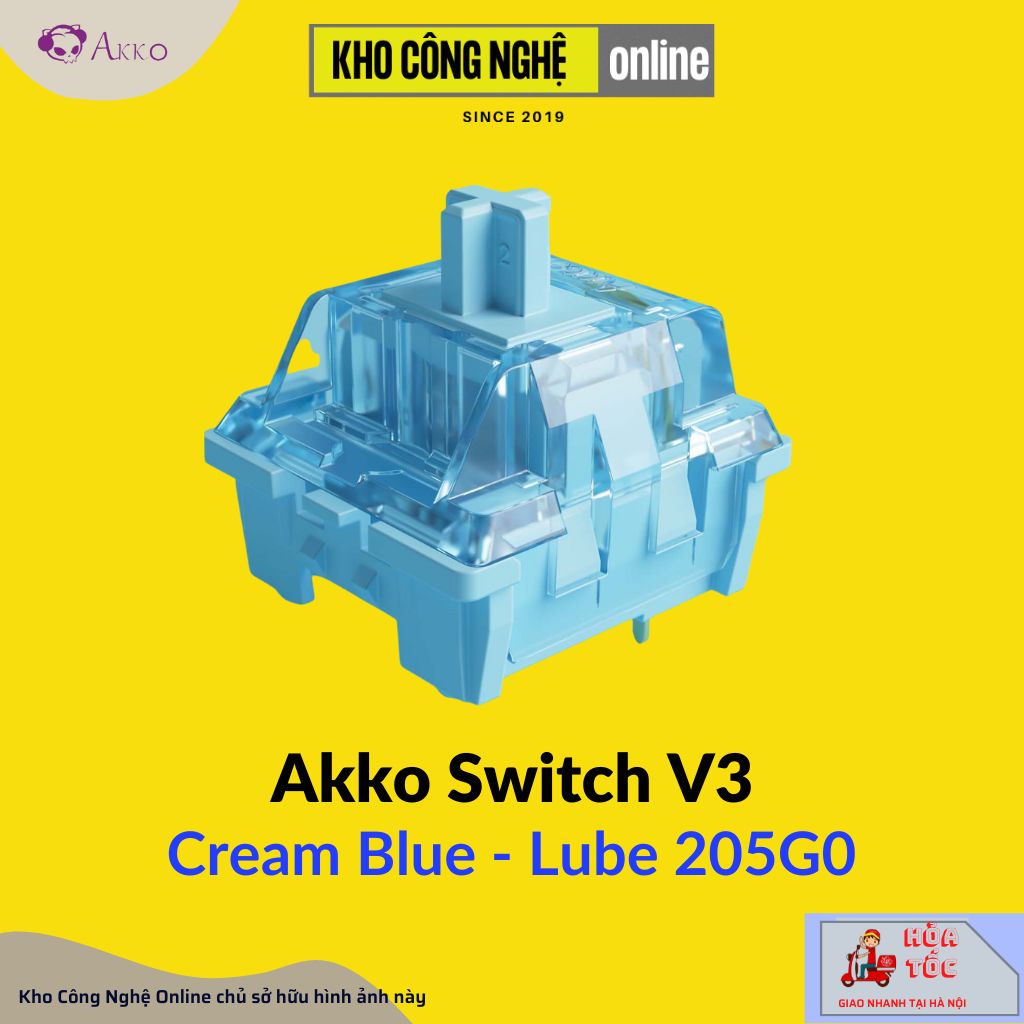 AKKO
KHO CÔNG NGHỆ online
SINCE 2019
2
Akko Switch V3
Cream Blue - Lube 205G0
HỎA
TỐC
GIAO NHANH TẠI HÀ NỘI
Kho Công Nghệ Online chủ sở hữu hình ảnh này